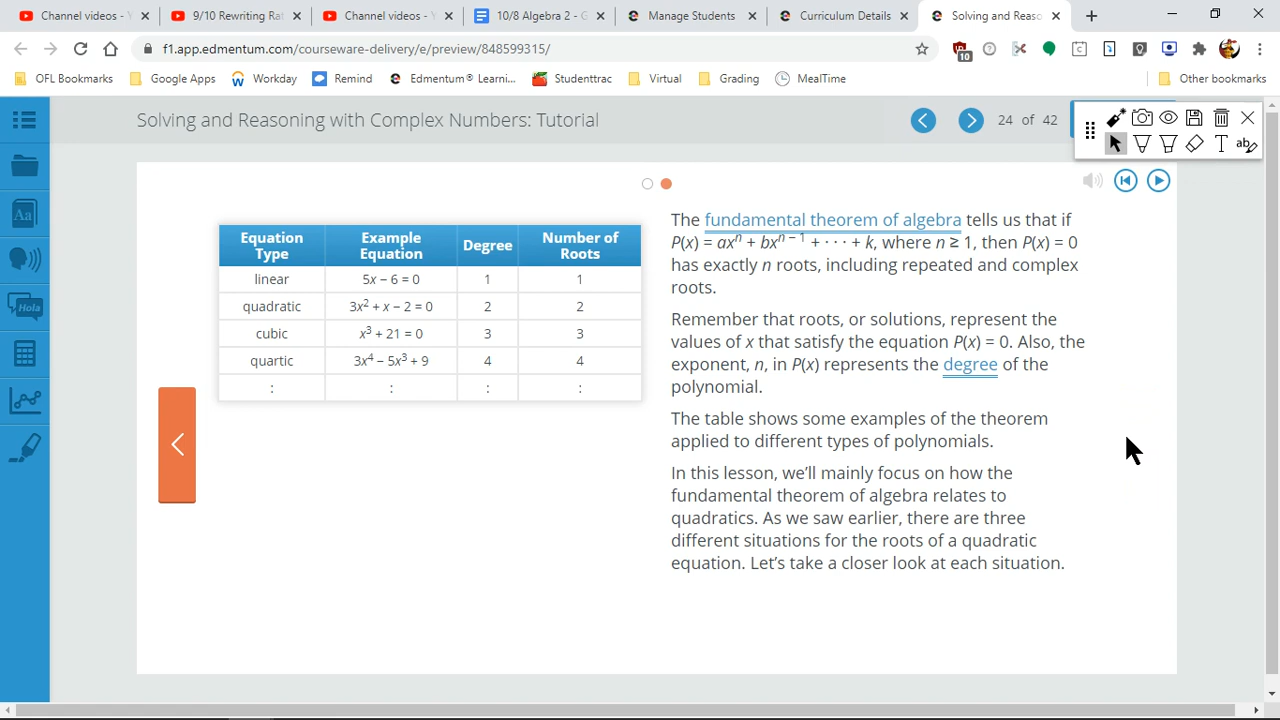 Channel videos - Y
9/10 Rewriting Rat
Channel videos - Y
10/8 Algebra 2 - G
Manage Students
Curriculum Details
Solving and Reaso
f1.app.edmentum.com/courseware-delivery/e/preview/848599315/
10
OFL Bookmarks
Google Apps
Workday
Remind
Edmentum® Learni...
Studenttrac
Virtual
Grading
MealTime
Other bookmarks
Solving and Reasoning with Complex Numbers: Tutorial
24 of 42
T
ab
Aa
Hola
Equation Type | Example Equation | Degree | Number of Roots
linear | 5x − 6 = 0 | 1 | 1
quadratic | 3x² + x − 2 = 0 | 2 | 2
cubic | x³ + 21 = 0 | 3 | 3
quartic | 3x⁴ − 5x³ + 9 | 4 | 4
: | : | : | :
The fundamental theorem of algebra tells us that if
P(x) = axⁿ + bxⁿ⁻¹ + · · · + k, where n ≥ 1, then P(x) = 0
has exactly n roots, including repeated and complex
roots.
Remember that roots, or solutions, represent the
values of x that satisfy the equation P(x) = 0. Also, the
exponent, n, in P(x) represents the degree of the
polynomial.
The table shows some examples of the theorem
applied to different types of polynomials.
In this lesson, we'll mainly focus on how the
fundamental theorem of algebra relates to
quadratics. As we saw earlier, there are three
different situations for the roots of a quadratic
equation. Let's take a closer look at each situation.